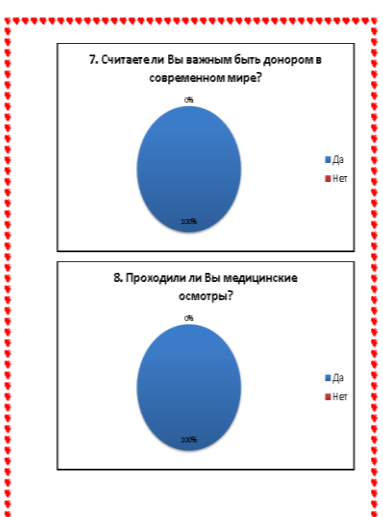 7. Считаете ли Вы важным быть донором в
современном мире?
0%
Да
Нет
100%
8. Проходили ли Вы медицинские
осмотры?
0%
Да
Нет
100%